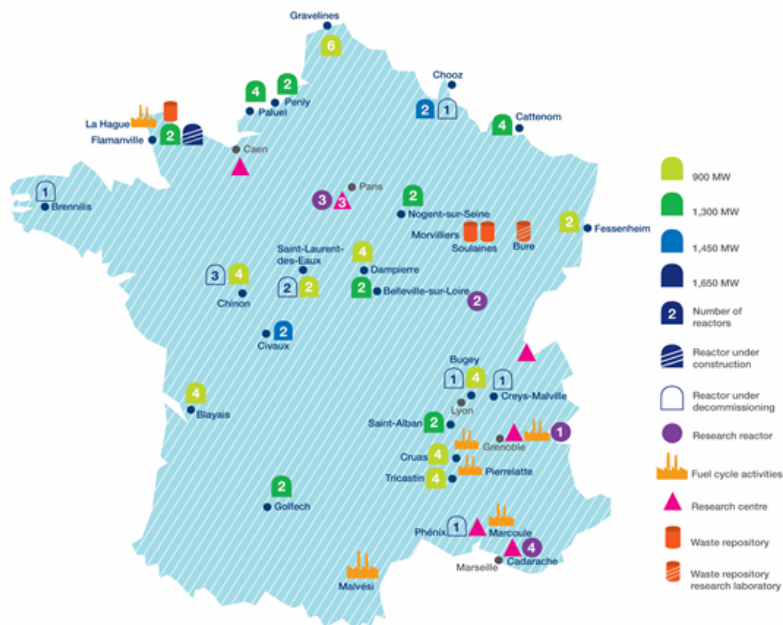 Gravelines
6
Chooz
2
1
4
2
Penly
Paluel
4
Cattenom
La Hague
2
Flamanville
Caen
1
Brennilis
Paris
3
3
2
Nogent-sur-Seine
Morvilliers
Soulaines
Bure
2
Fessenheim
Saint-Laurent-
des-Eaux
4
Dampierre
3
4
Chinon
2
2
2
Belleville-sur-Loire
2
2
Civaux
Bugey
1
4
1
Creys-Malville
Lyon
4
Blayais
Saint-Alban
2
Grenoble
1
Cruas
4
Pierrelatte
Tricastin
4
2
Golfech
Phénix
1
Marcoule
4
Marseille
Cadarache
Malvési
900 MW
1,300 MW
1,450 MW
1,650 MW
2
Number of
reactors
Reactor under
construction
Reactor under
decommissioning
Research reactor
Fuel cycle activities
Research centre
Waste repository
Waste repository
research laboratory